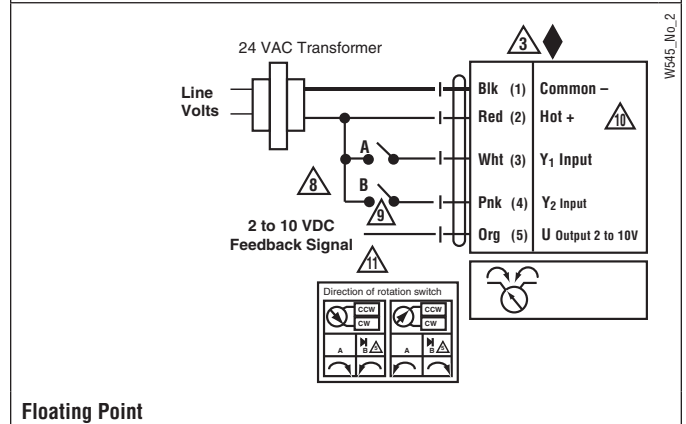 W545_No_2
24 VAC Transformer
3
Line
Volts
Blk (1) Common –
Red (2) Hot +
10
A
Wht (3) Y1 Input
8
B
Pnk (4) Y2 Input
9
2 to 10 VDC
Feedback Signal
Org (5) U Output 2 to 10V
11
Direction of rotation switch
CCW
CW
CCW
CW
A
B
5
A
B
5
Floating Point